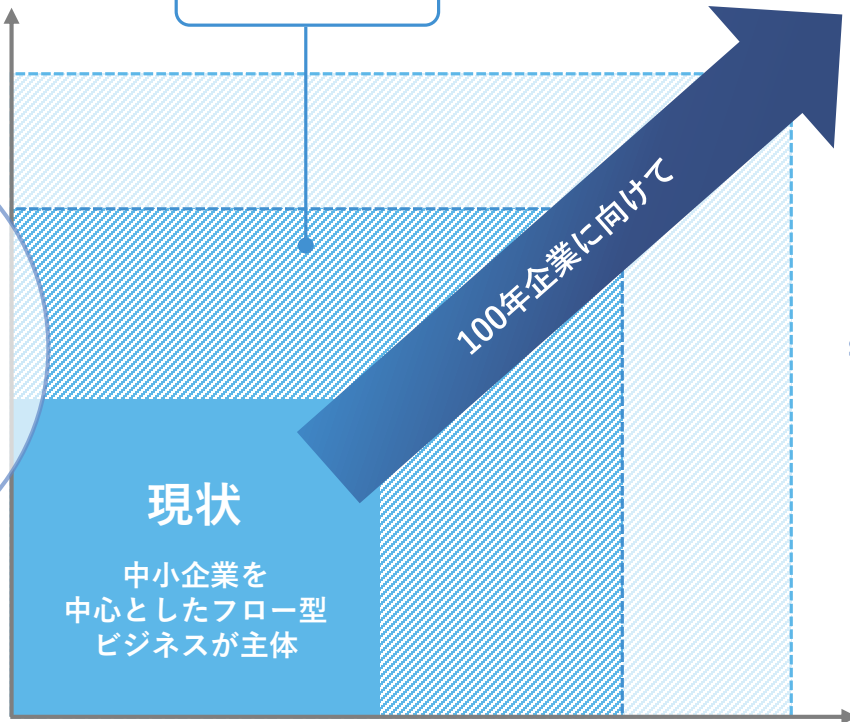 100年企業に向けて
現状
中小企業を
中心としたフロー型
ビジネスが主体